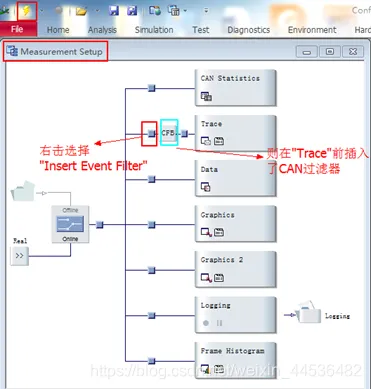 Conf
File Home Analysis Simulation Test Diagnostics Environment Hard
Measurement Setup
CAN Statistics
CFB
Trace
右击选择
"Insert Event Filter"
则在"Trace"前插入
了CAN过滤器
Data
Offline
Online
Real
Graphics
Graphics 2
Logging
Logging
Frame Histogram
https://blog.csdn.net/weixin_44536482